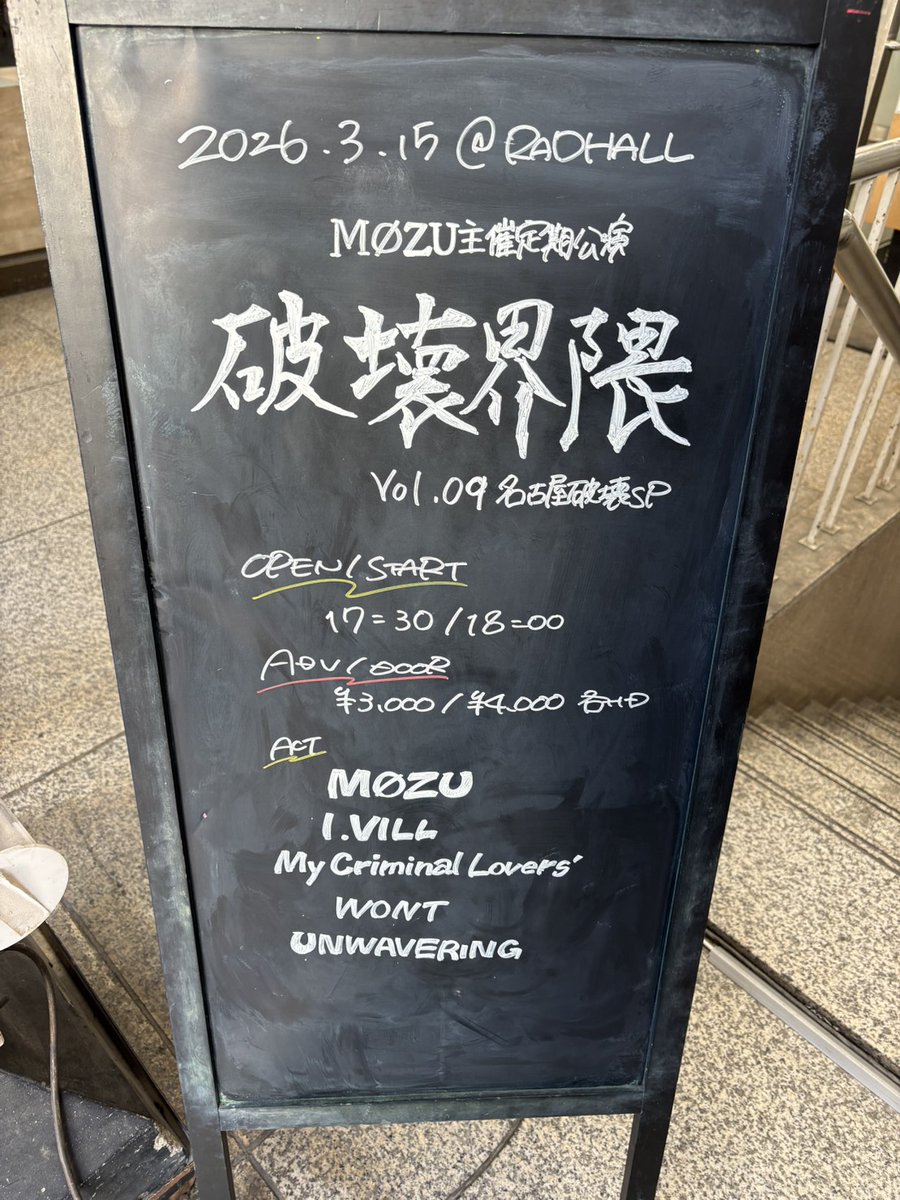 2026.3.15 @RADHALL
MØZU主催定期公演
破壊界隈
Vol.09 名古屋破壊SP
OPEN/START
17=30 / 18=00
ADV/DOOR
¥3.000 / ¥4.000 各+1D
ACT
MØZU
I.VILL
My Criminal Lovers'
WONT
UNWAVERING